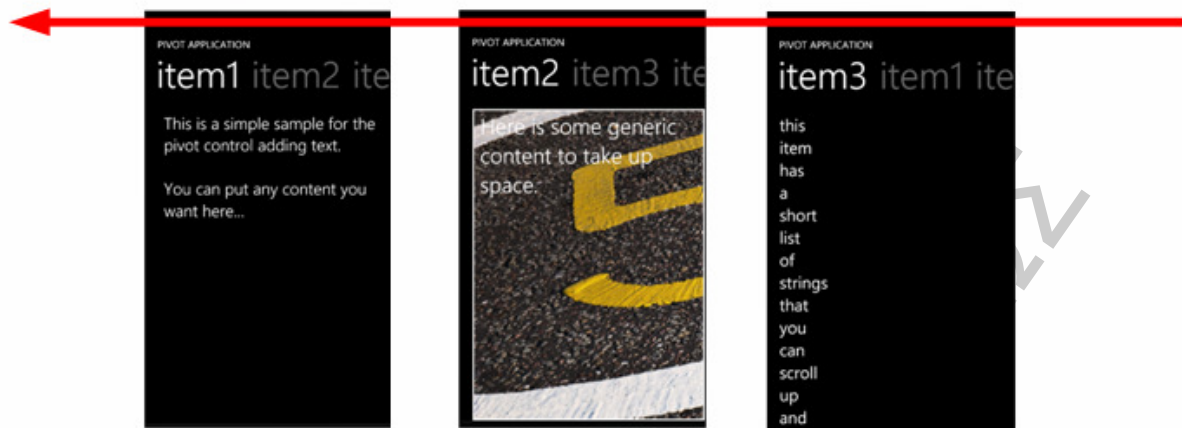 PIVOT APPLICATION
item1 item2 ite
This is a simple sample for the
pivot control adding text.
You can put any content you
want here...
PIVOT APPLICATION
item2 item3 ite
Here is some generic
content to take up
space.
PIVOT APPLICATION
item3 item1 ite
this
item
has
a
short
list
of
strings
that
you
can
scroll
up
and